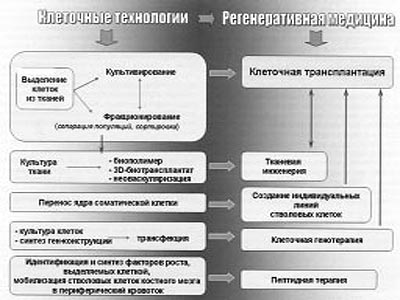 Клеточные технологии
Регенеративная медицина
Выделение
клеток
из тканей
Культивирование
Фракционирование
(сепарация популяций, сортировка)
Клеточная трансплантация
Культура
ткани
- биополимер
- 3D-биотрансплантат
- неоваскуляризация
Тканевая
инженерия
Перенос ядра соматической клетки
Создание индивидуальных
линий
стволовых клеток
- культура клеток
- синтез ген-конструкции
трансфекция
Клеточная генотерапия
Идентификация и синтез факторов роста,
выделяемых клеткой,
мобилизация стволовых клеток костного мозга
в периферический кровоток
Пептидная терапия